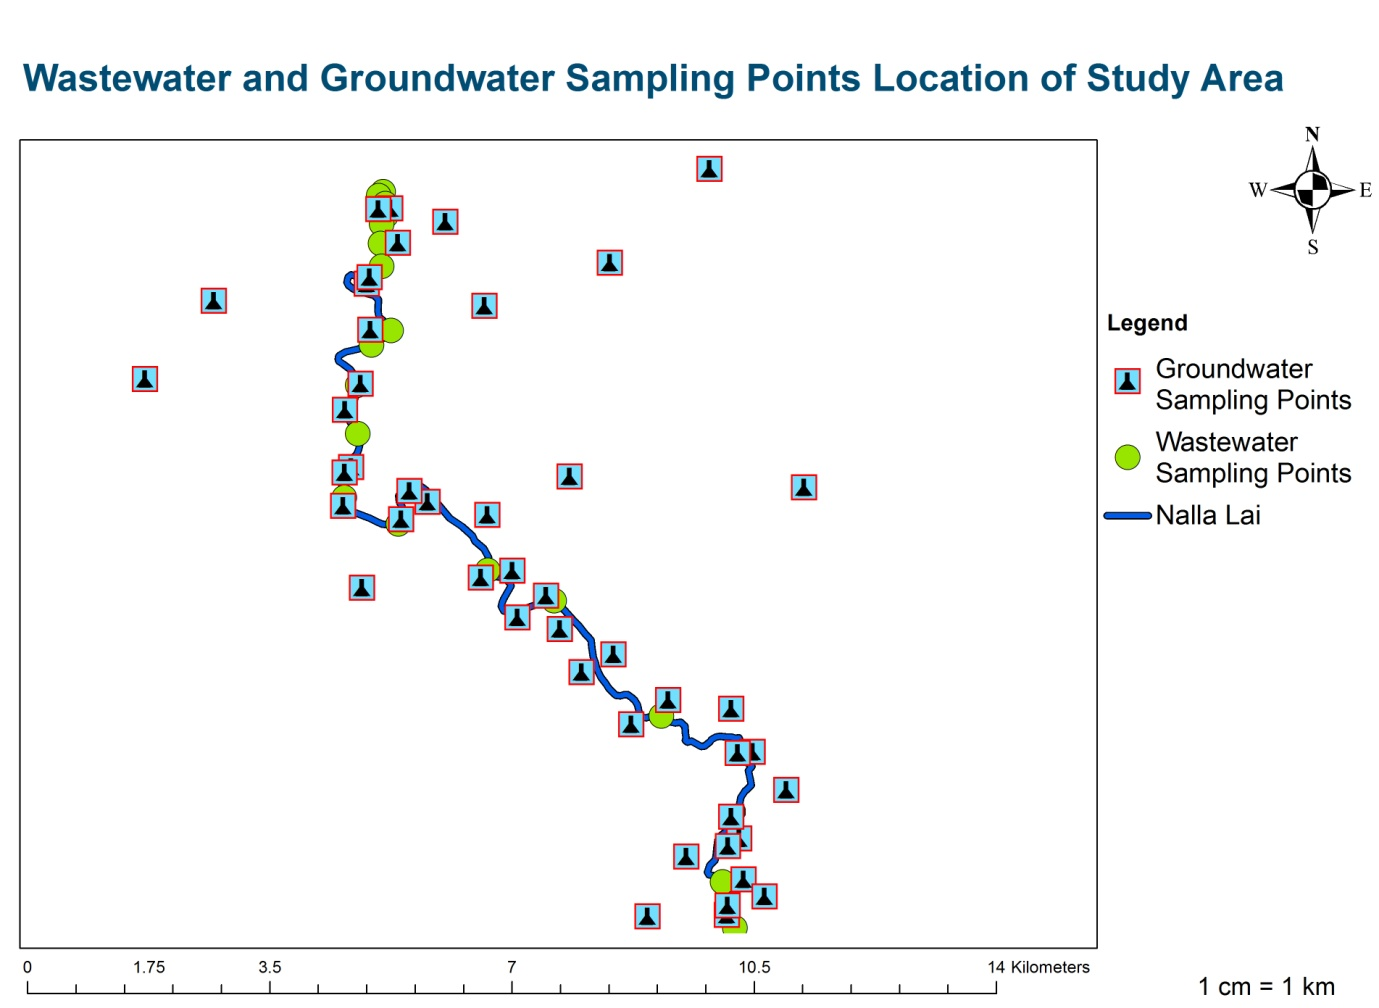 Wastewater and Groundwater Sampling Points Location of Study Area
N
W E
S
Legend
Groundwater
Sampling Points
Wastewater
Sampling Points
Nalla Lai
0 1.75 3.5 7 10.5 14 Kilometers
1 cm = 1 km